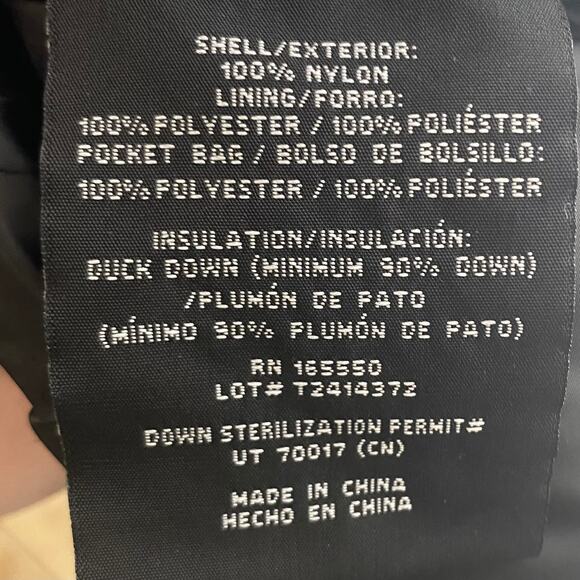 SHELL/EXTERIOR:
100% NYLON
LINING/FORRO:
100% POLYESTER / 100% POLIÉSTER
POCKET BAG / BOLSO DE BOLSILLO:
100% POLYESTER / 100% POLIÉSTER
INSULATION/INSULACIÓN:
DUCK DOWN (MINIMUM 90% DOWN)
/PLUMÓN DE PATO
(MÍNIMO 90% PLUMÓN DE PATO)
RN 165550
LOT# T2414372
DOWN STERILIZATION PERMIT#
UT 70017 (CN)
MADE IN CHINA
HECHO EN CHINA